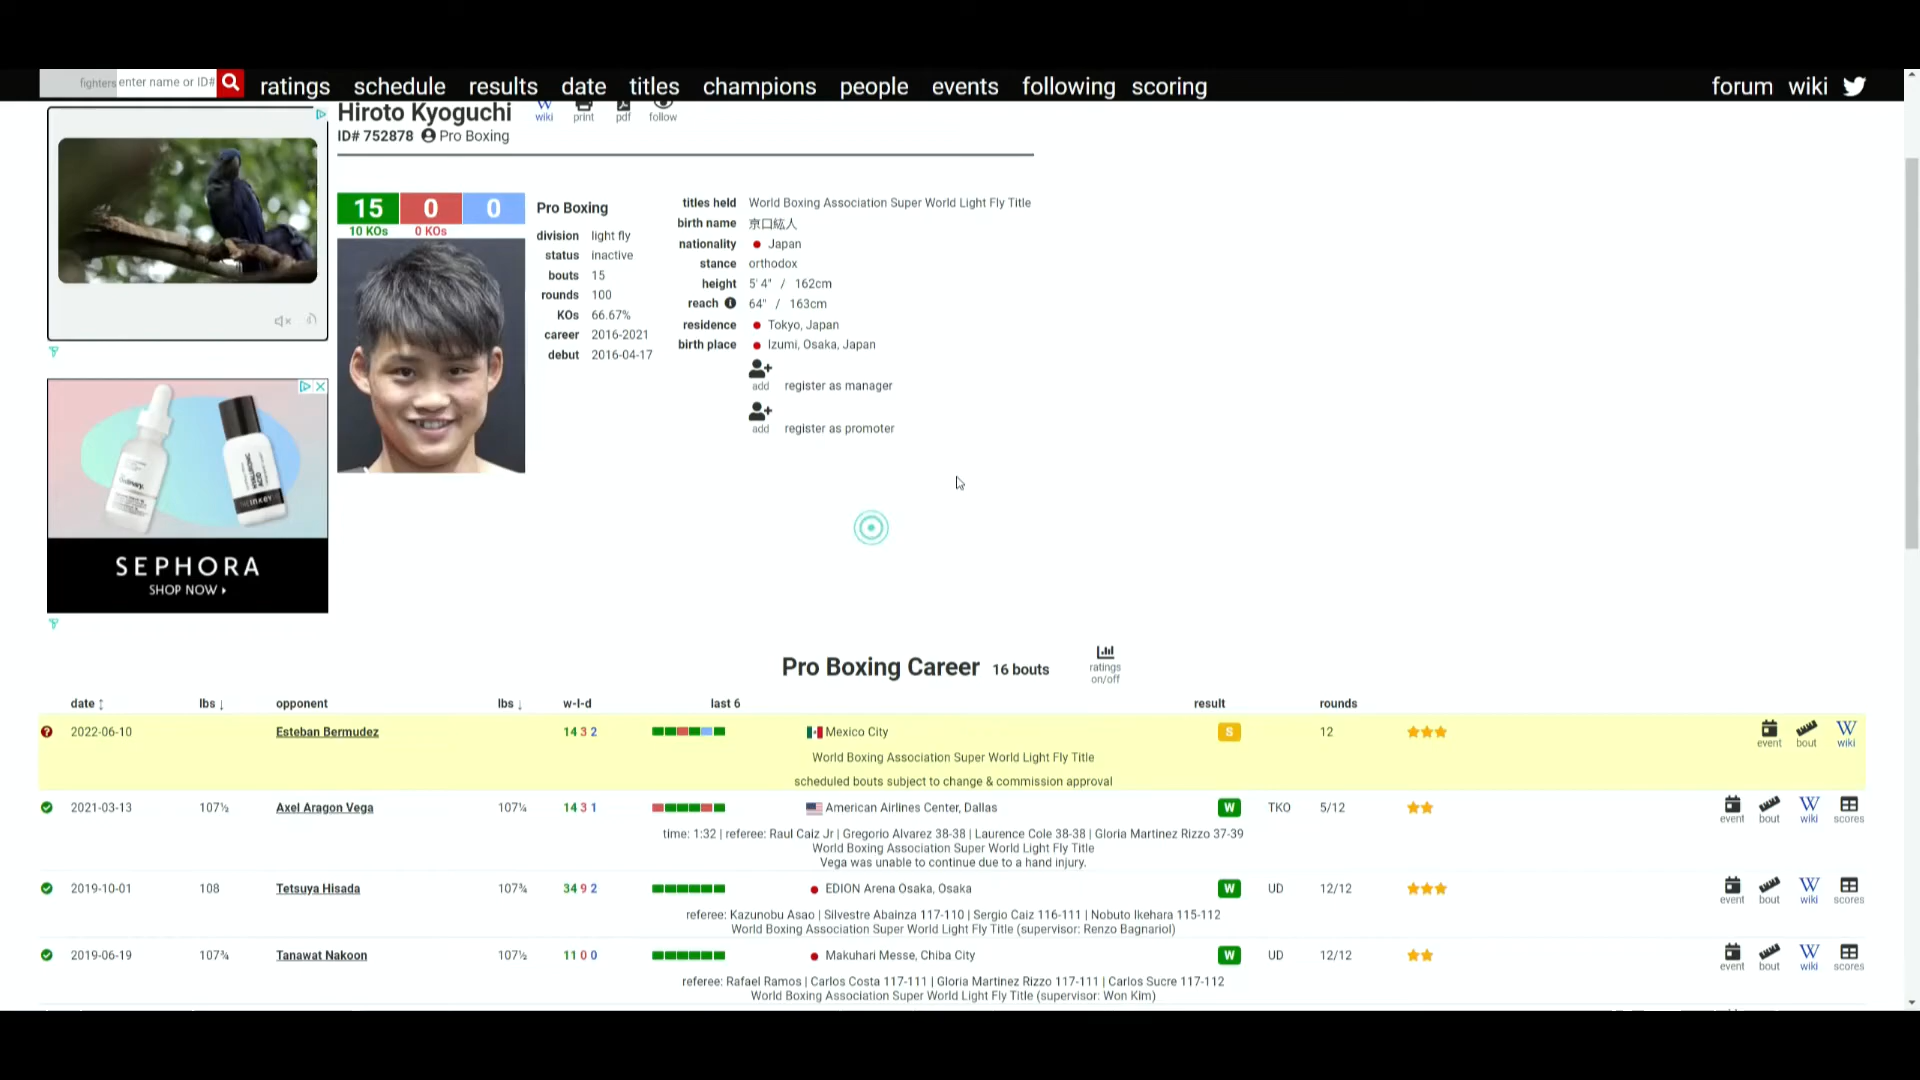 fighters enter name or ID# ratings schedule results date titles champions people events following scoring forum wiki
Hiroto Kyoguchi wiki print pdf follow
ID# 752878 Pro Boxing
15 0 0
10 KOs 0 KOs
Pro Boxing
division light fly
status inactive
bouts 15
rounds 100
KOs 66.67%
career 2016-2021
debut 2016-04-17
titles held World Boxing Association Super World Light Fly Title
birth name 京口紘人
nationality Japan
stance orthodox
height 5' 4" / 162cm
reach 64" / 163cm
residence Tokyo, Japan
birth place Izumi, Osaka, Japan
add register as manager
add register as promoter
Ordinary.
HYALURONIC ACID
INKEY
SEPHORA
SHOP NOW
Pro Boxing Career 16 bouts ratings on/off
date lbs opponent lbs w-l-d last 6 result rounds
2022-06-10 Esteban Bermudez 14 3 2 Mexico City S 12 event bout wiki
World Boxing Association Super World Light Fly Title
scheduled bouts subject to change & commission approval
2021-03-13 107½ Axel Aragon Vega 107¼ 14 3 1 American Airlines Center, Dallas W TKO 5/12 event bout wiki scores
time: 1:32 | referee: Raul Caiz Jr | Gregorio Alvarez 38-38 | Laurence Cole 38-38 | Gloria Martinez Rizzo 37-39
World Boxing Association Super World Light Fly Title
Vega was unable to continue due to a hand injury.
2019-10-01 108 Tetsuya Hisada 107¾ 34 9 2 EDION Arena Osaka, Osaka W UD 12/12 event bout wiki scores
referee: Kazunobu Asao | Silvestre Abainza 117-110 | Sergio Caiz 116-111 | Nobuto Ikehara 115-112
World Boxing Association Super World Light Fly Title (supervisor: Renzo Bagnariol)
2019-06-19 107¾ Tanawat Nakoon 107½ 11 0 0 Makuhari Messe, Chiba City W UD 12/12 event bout wiki scores
referee: Rafael Ramos | Carlos Costa 117-111 | Gloria Martinez Rizzo 117-111 | Carlos Sucre 117-112
World Boxing Association Super World Light Fly Title (supervisor: Won Kim)